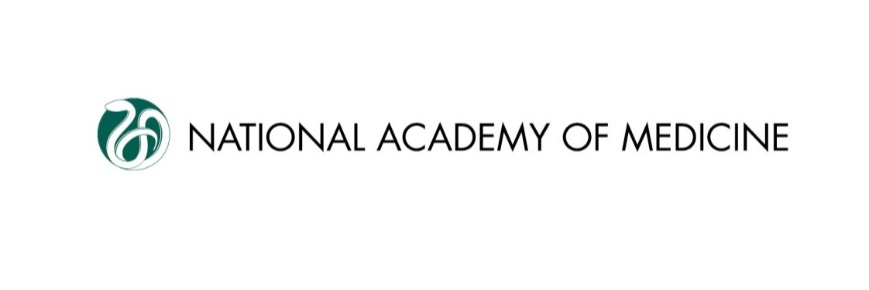 NATIONAL ACADEMY OF MEDICINE